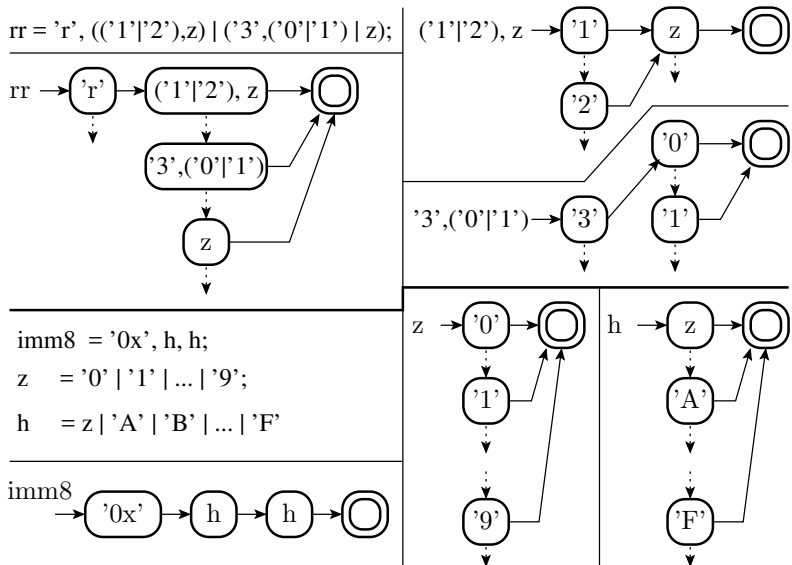 rr = 'r', (('1'|'2'),z) | ('3',('0'|'1') | z);
rr 'r' ('1'|'2'), z
'3',('0'|'1')
z
('1'|'2'), z '1' z
'2'
'0'
'3',('0'|'1') '3' '1'
imm8 = '0x', h, h;
z = '0' | '1' | ... | '9';
h = z | 'A' | 'B' | ... | 'F'
imm8 '0x' h h
z '0'
'1'
'9'
h z
'A'
'F'